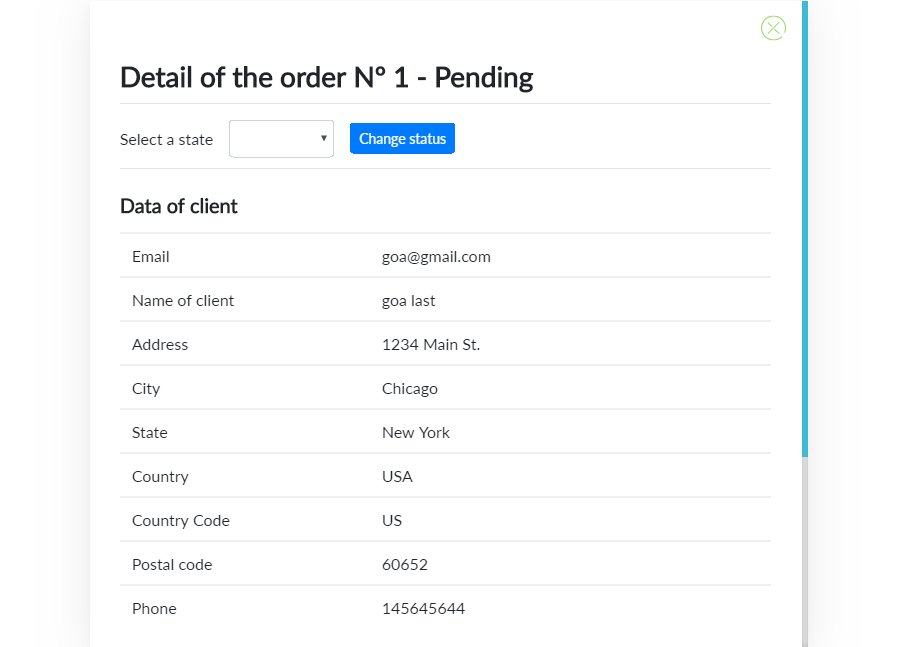 Detail of the order Nº 1 - Pending
Select a state Change status
Data of client
Email goa@gmail.com
Name of client goa last
Address 1234 Main St.
City Chicago
State New York
Country USA
Country Code US
Postal code 60652
Phone 145645644